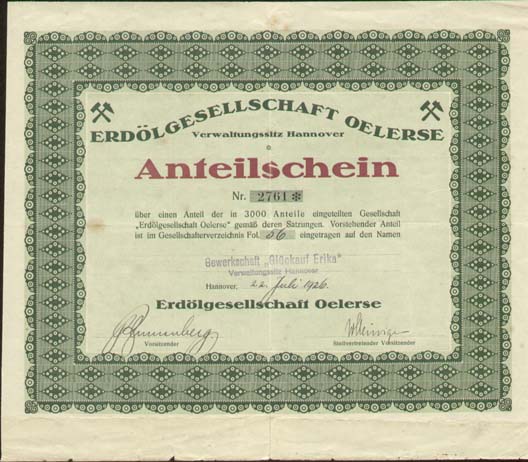 ERDÖLGESELLSCHAFT OELERSE
Verwaltungssitz Hannover
Anteilschein
Nr. 2761 ✻
über einen Anteil der in 3000 Anteile eingeteilten Gesellschaft
„Erdölgesellschaft Oelerse" gemäß deren Satzungen. Vorstehender Anteil
ist im Gesellschafterverzeichnis Fol. 56 eingetragen auf den Namen
Gewerkschaft „Glückauf Erika"
Verwaltungssitz Hannover
Hannover, 22. Juli 1926.
Erdölgesellschaft Oelerse
Vorsitzender
Stellvertretender Vorsitzender